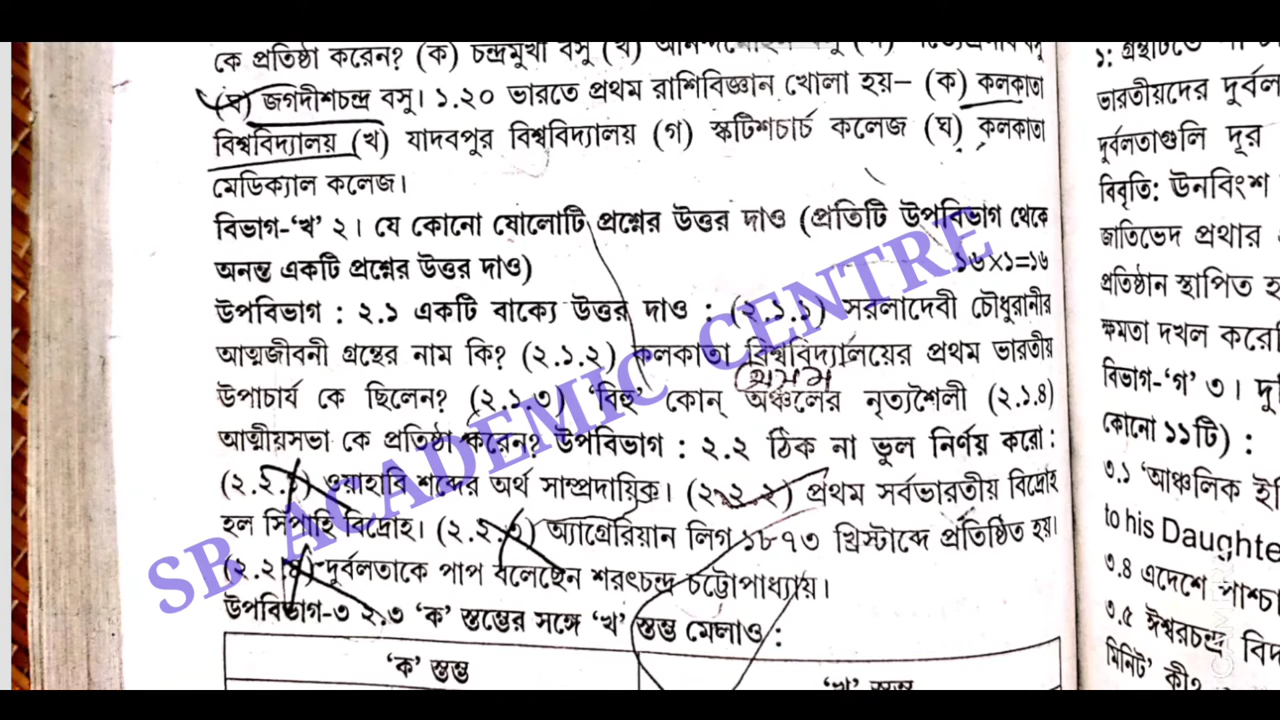 কে প্রতিষ্ঠা করেন? (ক) চন্দ্রমুখী বসু (খ)
(ঘ) জগদীশচন্দ্র বসু। ১.২০ ভারতে প্রথম রাশিবিজ্ঞান খোলা হয়– (ক) কলকাতা
বিশ্ববিদ্যালয় (খ) যাদবপুর বিশ্ববিদ্যালয় (গ) স্কটিশচার্চ কলেজ (ঘ) কলকাতা
মেডিক্যাল কলেজ।
বিভাগ-‘খ’ ২। যে কোনো ষোলোটি প্রশ্নের উত্তর দাও (প্রতিটি উপবিভাগ থেকে
অনন্ত একটি প্রশ্নের উত্তর দাও) ১৬×১=১৬
উপবিভাগ : ২.১ একটি বাক্যে উত্তর দাও : (২.১.১) সরলাদেবী চৌধুরানীর
আত্মজীবনী গ্রন্থের নাম কি? (২.১.২) কলকাতা বিশ্ববিদ্যালয়ের প্রথম ভারতীয়
প্রথম
উপাচার্য কে ছিলেন? (২.১.৩) ‘বিহু’ কোন্ অঞ্চলের নৃত্যশৈলী (২.১.৪)
আত্মীয়সভা কে প্রতিষ্ঠা করেন? উপবিভাগ : ২.২ ঠিক না ভুল নির্ণয় করো :
(২.২.১) ওয়াহাবি শব্দের অর্থ সাম্প্রদায়িক। (২.২.২) প্রথম সর্বভারতীয় বিদ্রোহ
হল সিপাহি বিদ্রোহ। (২.২.৩) অ্যাগ্রেরিয়ান লিগ ১৮৭৩ খ্রিস্টাব্দে প্রতিষ্ঠিত হয়।
(২.২.৪) দুর্বলতাকে পাপ বলেছেন শরৎচন্দ্র চট্টোপাধ্যায়।
উপবিভাগ-৩ ২.৩ ‘ক’ স্তম্ভের সঙ্গে ‘খ’ স্তম্ভ মেলাও :
‘ক’ স্তম্ভ
‘খ’ স্তম্ভ
SB ACADEMIC CENTRE
ভারতীয়দের দুর্বল
দুর্বলতাগুলি দূর
বিবৃতি: ঊনবিংশ
জাতিভেদ প্রথার
প্রতিষ্ঠান স্থাপিত
ক্ষমতা দখল করে
বিভাগ-‘গ’ ৩।
কোনো ১১টি) :
৩.১ ‘আঞ্চলিক
to his Daughte
৩.৪ এদেশে
৩.৫ ঈশ্বরচন্দ্র
মিনিট’ কী?